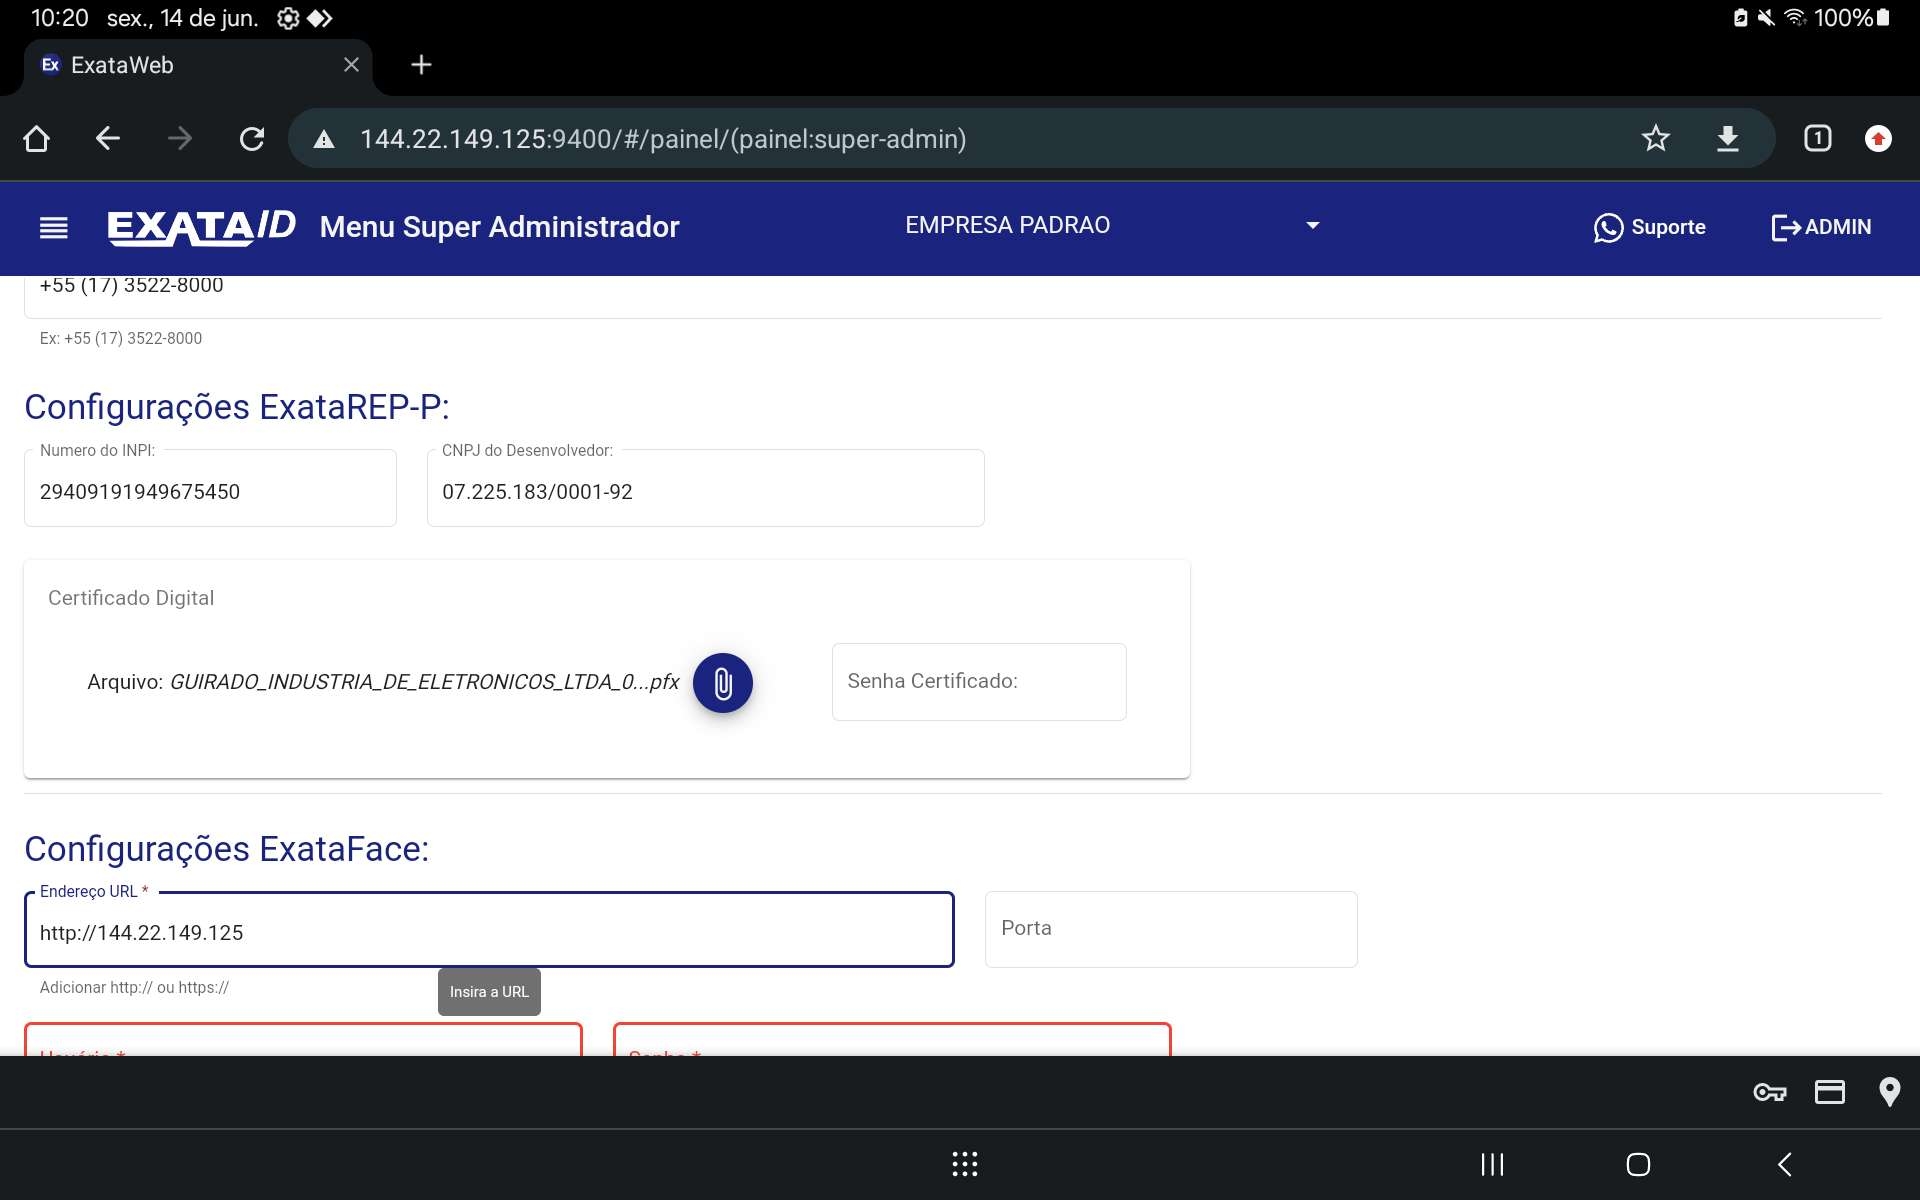 10:20 sex., 14 de jun. 100%
Ex ExataWeb
144.22.149.125:9400/#/painel/(painel:super-admin) 1
EXATAID Menu Super Administrador EMPRESA PADRAO Suporte ADMIN
+55 (17) 3522-8000
Ex: +55 (17) 3522-8000
Configurações ExataREP-P:
Numero do INPI: CNPJ do Desenvolvedor:
29409191949675450 07.225.183/0001-92
Certificado Digital
Arquivo: GUIRADO_INDUSTRIA_DE_ELETRONICOS_LTDA_0...pfx Senha Certificado:
Configurações ExataFace:
Endereço URL *
http://144.22.149.125 Porta
Adicionar http:// ou https:// Insira a URL
Usuário * Senha *